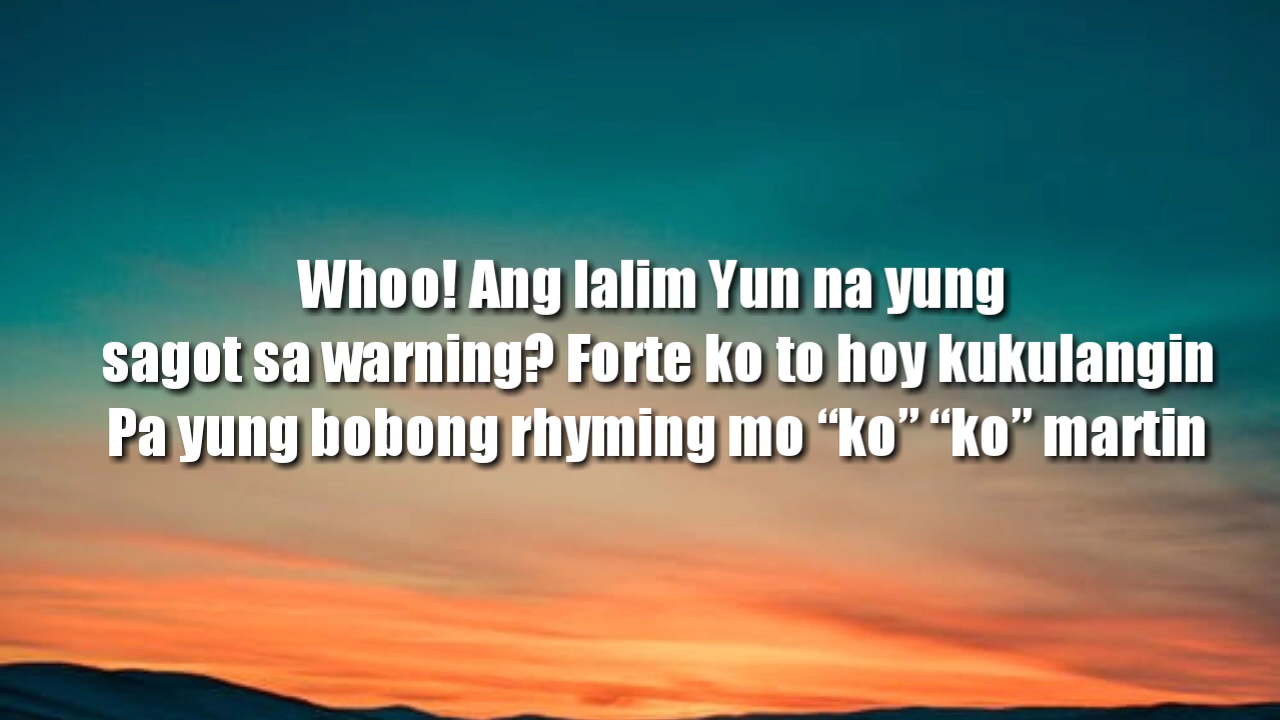 Whoo! Ang lalim Yun na yung
sagot sa warning? Forte ko to hoy kukulangin
Pa yung bobong rhyming mo “ko” “ko” martin